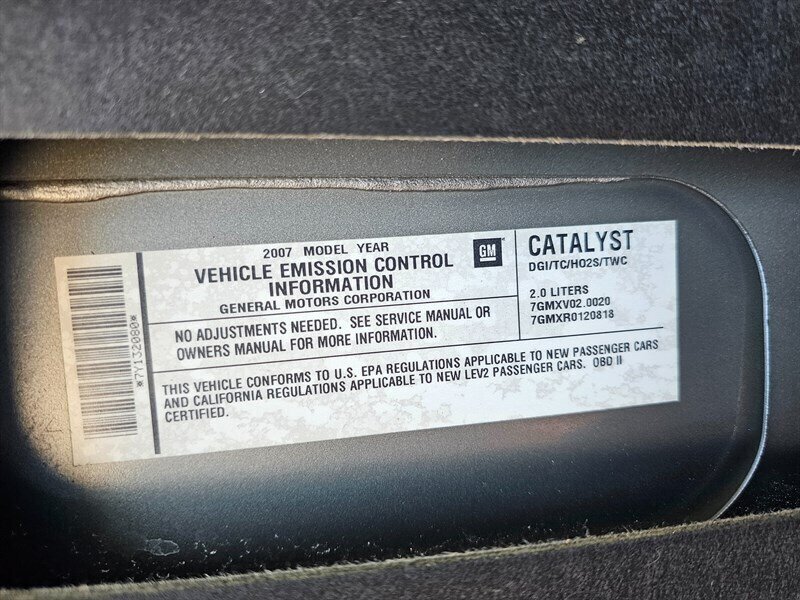 *7Y132080*
2007 MODEL YEAR
VEHICLE EMISSION CONTROL
INFORMATION
GENERAL MOTORS CORPORATION
GM
CATALYST
DGI/TC/HO2S/TWC
2.0 LITERS
7GMXV02.0020
7GMXR0120818
NO ADJUSTMENTS NEEDED. SEE SERVICE MANUAL OR
OWNERS MANUAL FOR MORE INFORMATION.
THIS VEHICLE CONFORMS TO U.S. EPA REGULATIONS APPLICABLE TO NEW PASSENGER CARS
AND CALIFORNIA REGULATIONS APPLICABLE TO NEW LEV2 PASSENGER CARS. OBD II
CERTIFIED.